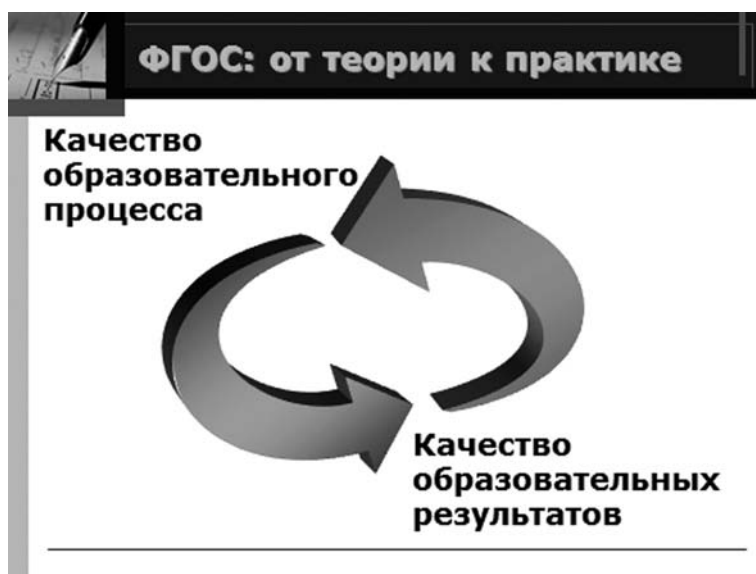 ФГОС: от теории к практике
Качество
образовательного
процесса
Качество
образовательных
результатов